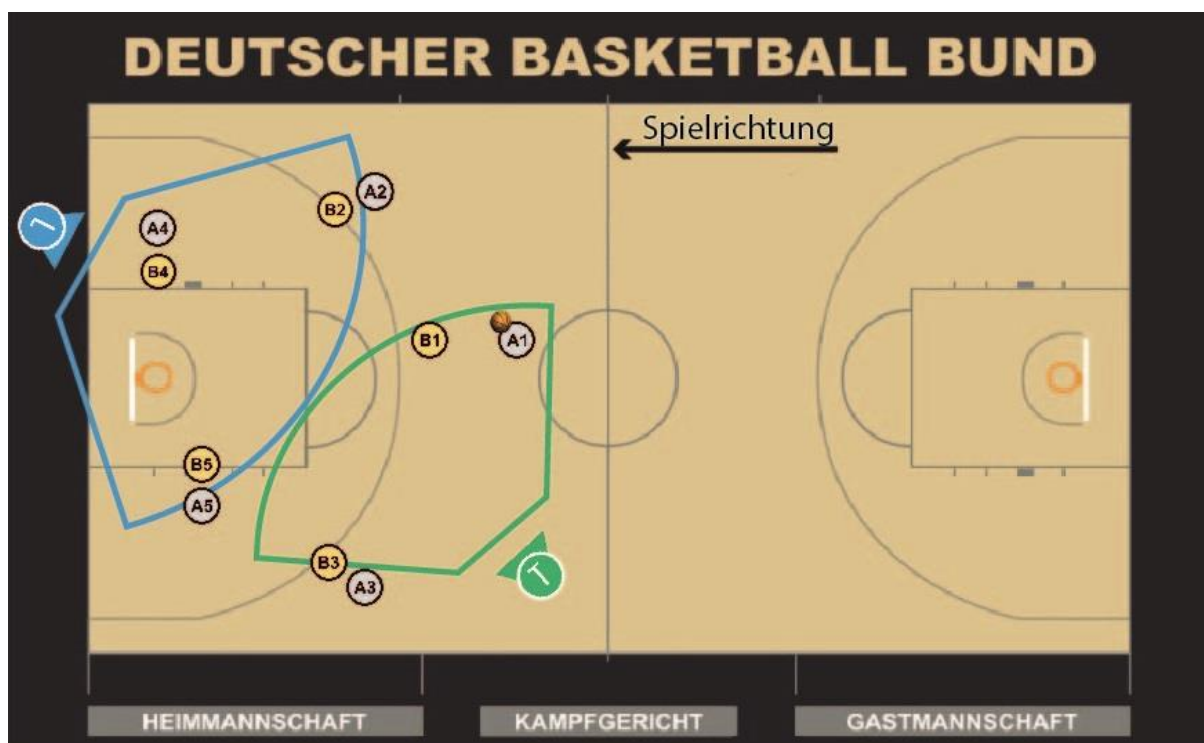 DEUTSCHER BASKETBALL BUND
Spielrichtung
A2
B2
L
A4
B4
B1
A1
B5
A5
B3
A3
T
HEIMMANNSCHAFT
KAMPFGERICHT
GASTMANNSCHAFT